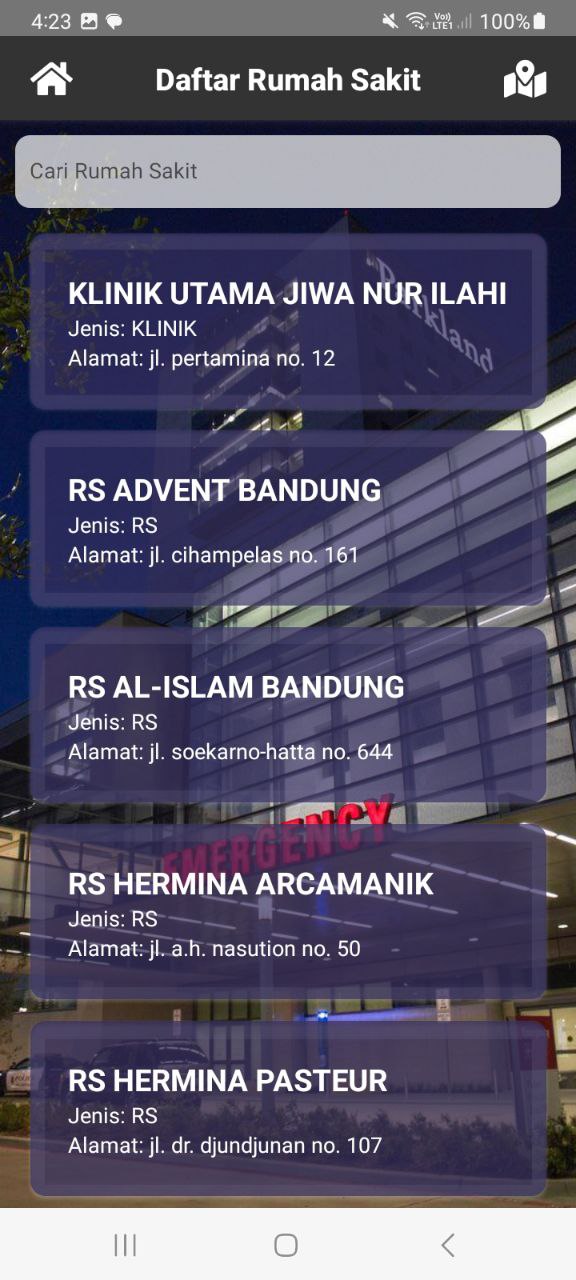 4:23
Vo))
LTE1
100%
Daftar Rumah Sakit
Cari Rumah Sakit
Parkland
KLINIK UTAMA JIWA NUR ILAHI
Jenis: KLINIK
Alamat: jl. pertamina no. 12
RS ADVENT BANDUNG
Jenis: RS
Alamat: jl. cihampelas no. 161
RS AL-ISLAM BANDUNG
Jenis: RS
Alamat: jl. soekarno-hatta no. 644
EMERGENCY
RS HERMINA ARCAMANIK
Jenis: RS
Alamat: jl. a.h. nasution no. 50
RS HERMINA PASTEUR
Jenis: RS
Alamat: jl. dr. djundjunan no. 107